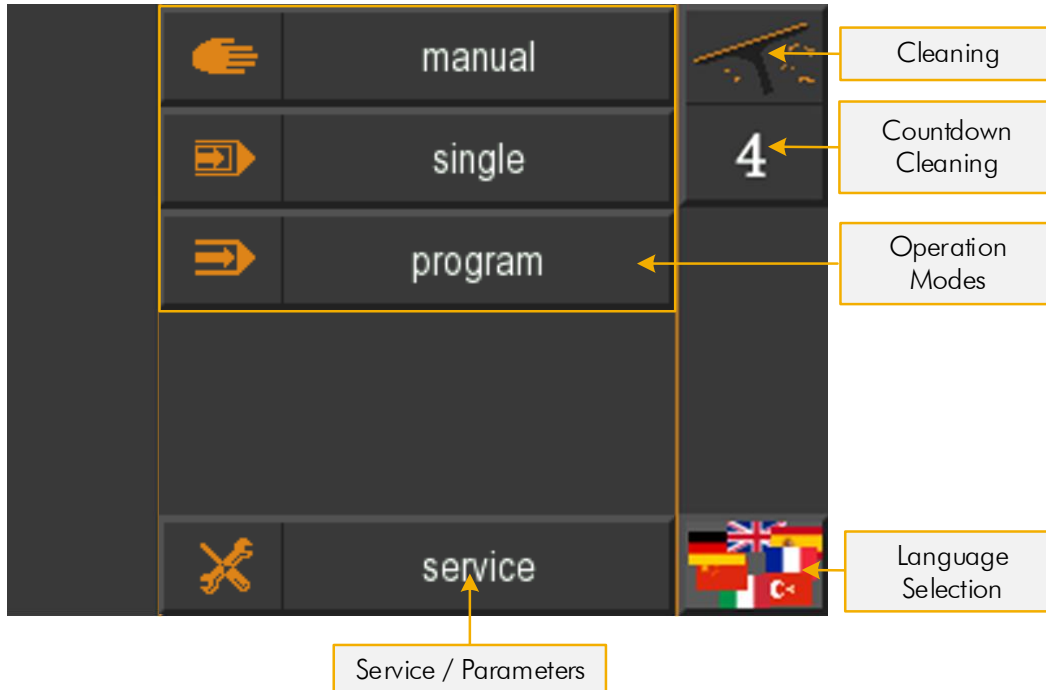 manual
Cleaning
single
4
Countdown
Cleaning
program
Operation
Modes
service
Language
Selection
Service / Parameters